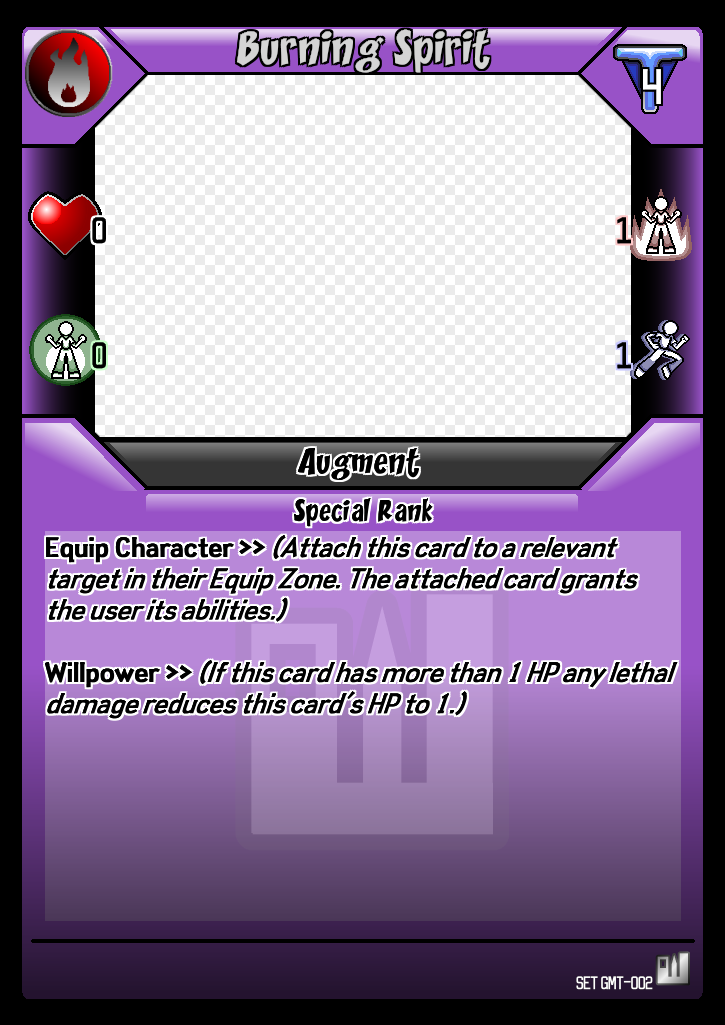 Burning Spirit
4
0
1
0
1
Augment
Special Rank
Equip Character >> (Attach this card to a relevant
target in their Equip Zone. The attached card grants
the user its abilities.)
Willpower >> (If this card has more than 1 HP any lethal
damage reduces this card's HP to 1.)
SET GMT-002